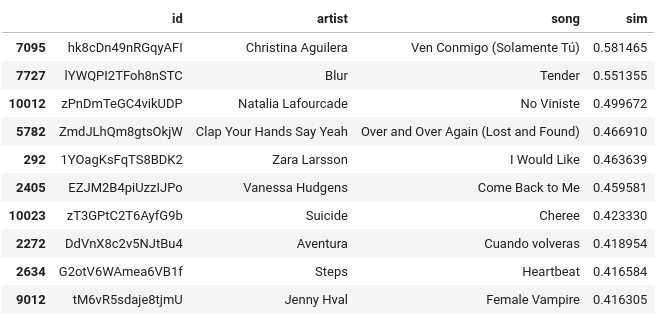 id artist song sim
7095 hk8cDn49nRGqyAFI Christina Aguilera Ven Conmigo (Solamente Tú) 0.581465
7727 lYWQPI2TFoh8nSTC Blur Tender 0.551355
10012 zPnDmTeGC4vikUDP Natalia Lafourcade No Viniste 0.499672
5782 ZmdJLhQm8gtsOkjW Clap Your Hands Say Yeah Over and Over Again (Lost and Found) 0.466910
292 1YOagKsFqTS8BDK2 Zara Larsson I Would Like 0.463639
2405 EZJM2B4piUzzIJPo Vanessa Hudgens Come Back to Me 0.459581
10023 zT3GPtC2T6AyfG9b Suicide Cheree 0.423330
2272 DdVnX8c2v5NJtBu4 Aventura Cuando volveras 0.418954
2634 G2otV6WAmea6VB1f Steps Heartbeat 0.416584
9012 tM6vR5sdaje8tjmU Jenny Hval Female Vampire 0.416305